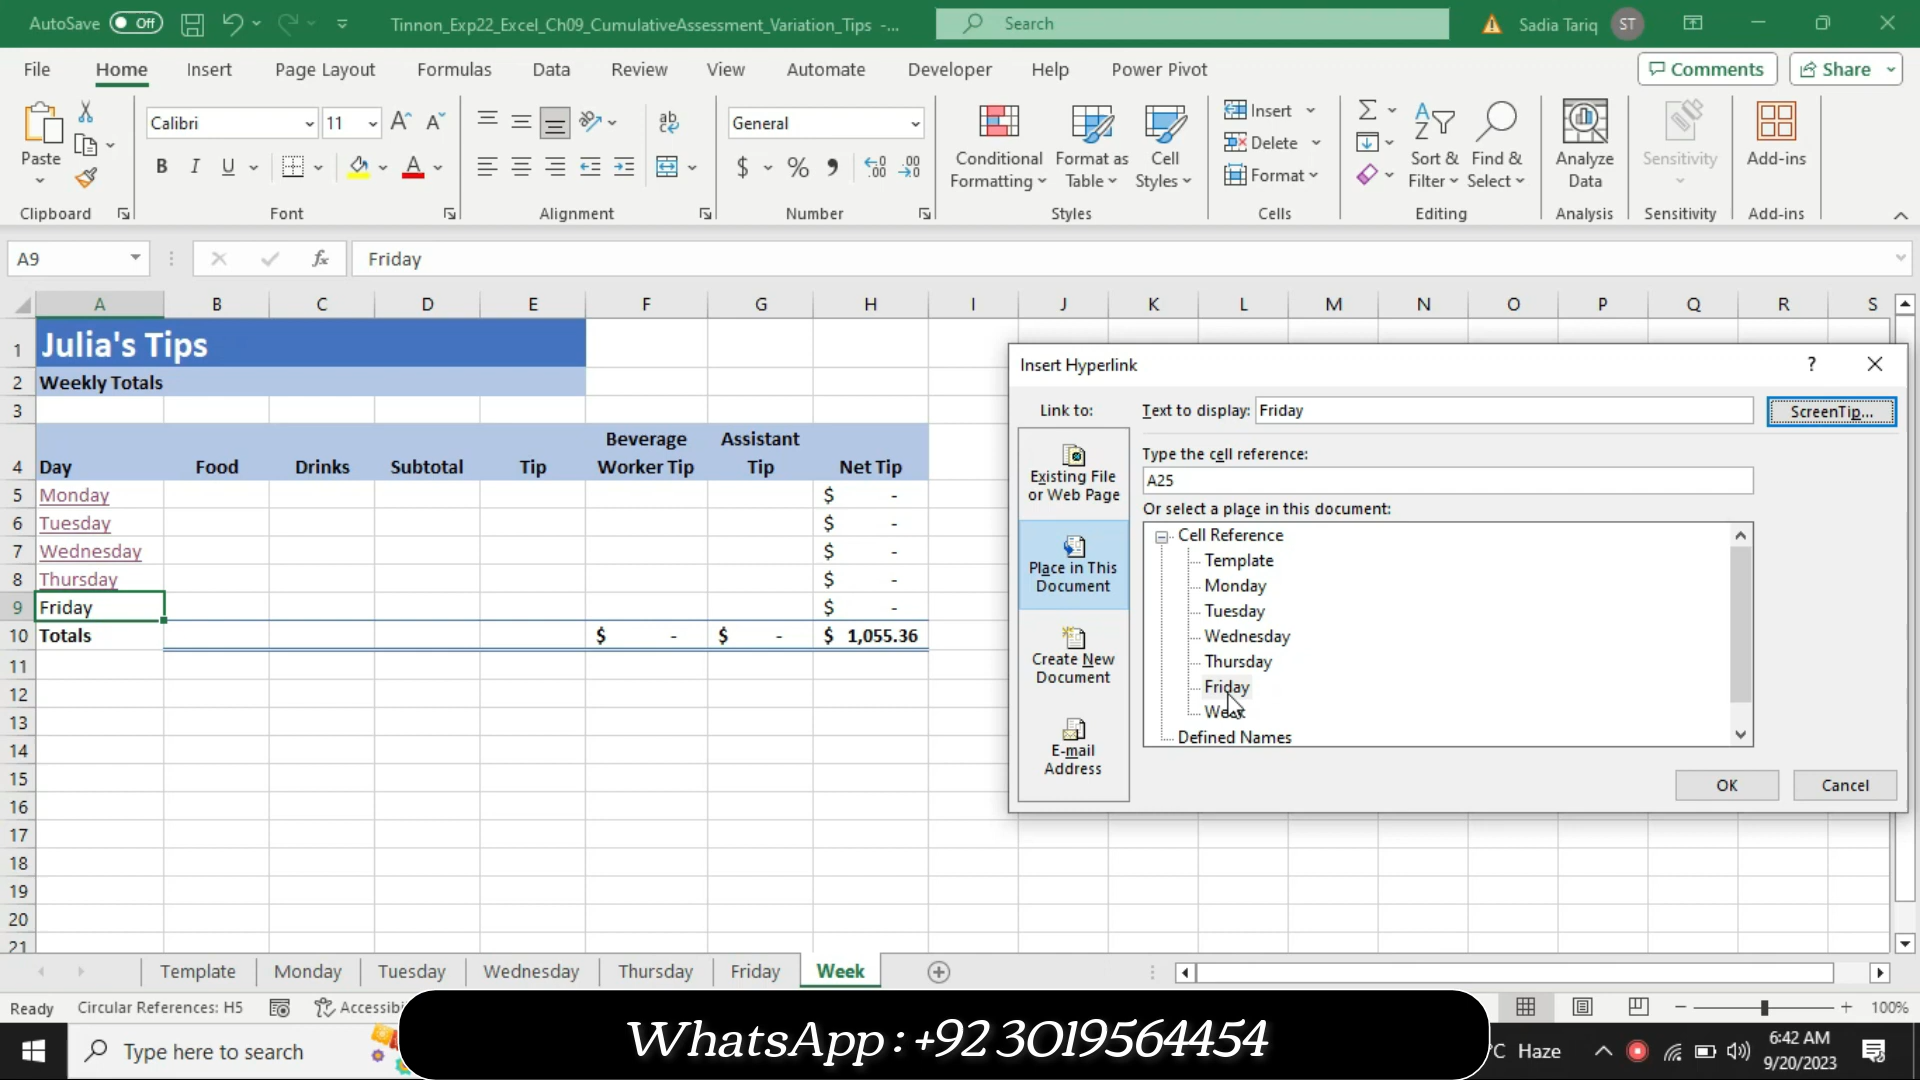 AutoSave Off Tinnon_Exp22_Excel_Ch09_CumulativeAssessment_Variation_Tips -... Search Sadia Tariq ST
File Home Insert Page Layout Formulas Data Review View Automate Developer Help Power Pivot Comments Share
Calibri 11 General Insert
Paste Conditional Formatting Format as Table Cell Styles Delete Sort & Filter Find & Select Analyze Data Sensitivity Add-ins
B I U $ % Format
Clipboard Font Alignment Number Styles Cells Editing Analysis Sensitivity Add-ins
A9 fx Friday
A B C D E F G H I J K L M N O P Q R S
1 Julia's Tips
2 Weekly Totals
3
4 Day Food Drinks Subtotal Tip Beverage Worker Tip Assistant Tip Net Tip
5 Monday $ -
6 Tuesday $ -
7 Wednesday $ -
8 Thursday $ -
9 Friday $ -
10 Totals $ - $ - $ 1,055.36
11
12
13
14
15
16
17
18
19
20
21
Insert Hyperlink ?
Link to: Text to display: Friday ScreenTip...
Existing File or Web Page
Place in This Document
Create New Document
E-mail Address
Type the cell reference:
A25
Or select a place in this document:
Cell Reference
Template
Monday
Tuesday
Wednesday
Thursday
Friday
Defined Names
OK Cancel
Template Monday Tuesday Wednesday Thursday Friday Week
Ready Circular References: H5 100%
Type here to search Haze 6:42 AM
9/20/2023
WhatsApp : +92 3019564454